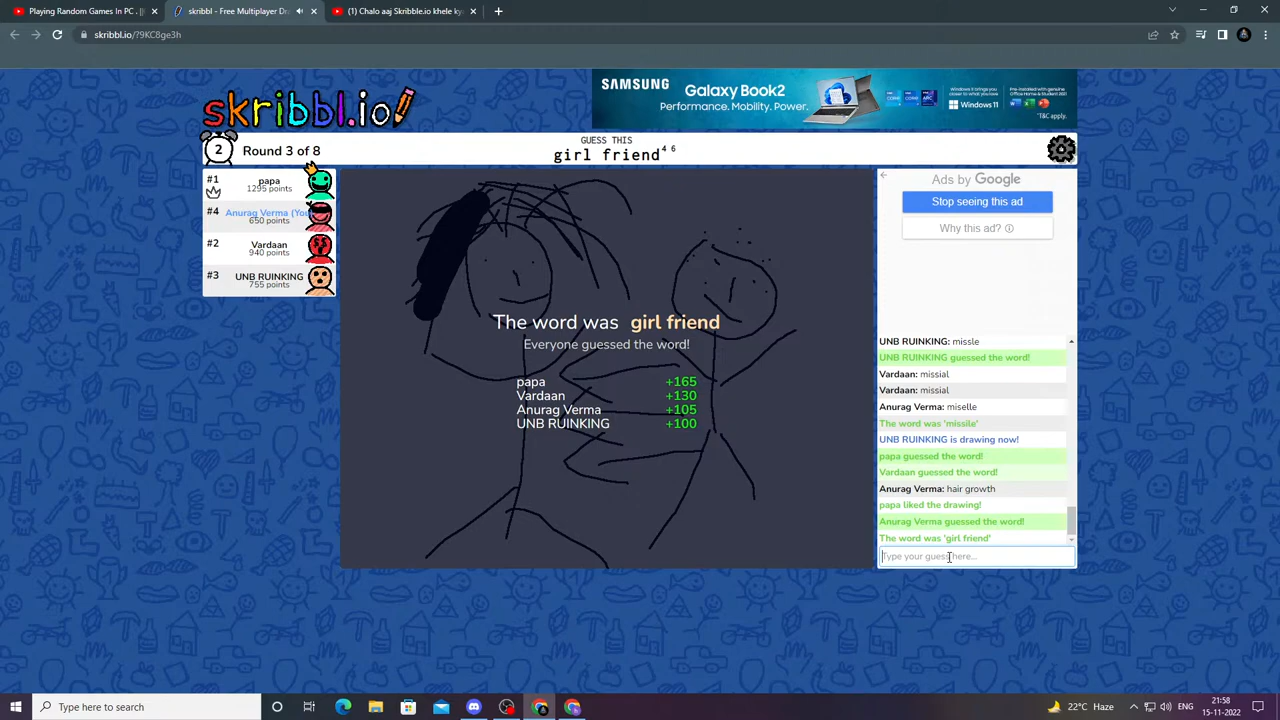 Playing Random Games In PC . ||
skribbl - Free Multiplayer Dra
(1) Chalo aaj Skribble.io khele ky
skribbl.io/?9KC8ge3h
SAMSUNG
Galaxy Book2
Performance. Mobility. Power.
Windows 11
*T&C apply.
skribbl.io
2
Round 3 of 8
GUESS THIS
girl friend 4 6
#1 papa
1295 points
#4 Anurag Verma (You
650 points
#2 Vardaan
940 points
#3 UNB RUINKING
755 points
The word was girl friend
Everyone guessed the word!
papa +165
Vardaan +130
Anurag Verma +105
UNB RUINKING +100
Ads by Google
Stop seeing this ad
Why this ad?
UNB RUINKING: missle
UNB RUINKING guessed the word!
Vardaan: missial
Vardaan: missial
Anurag Verma: miselle
The word was 'missile'
UNB RUINKING is drawing now!
papa guessed the word!
Vardaan guessed the word!
Anurag Verma: hair growth
papa liked the drawing!
Anurag Verma guessed the word!
The word was 'girl friend'
Type your guess here...
Type here to search
22°C Haze
ENG
21:58
15-11-2022